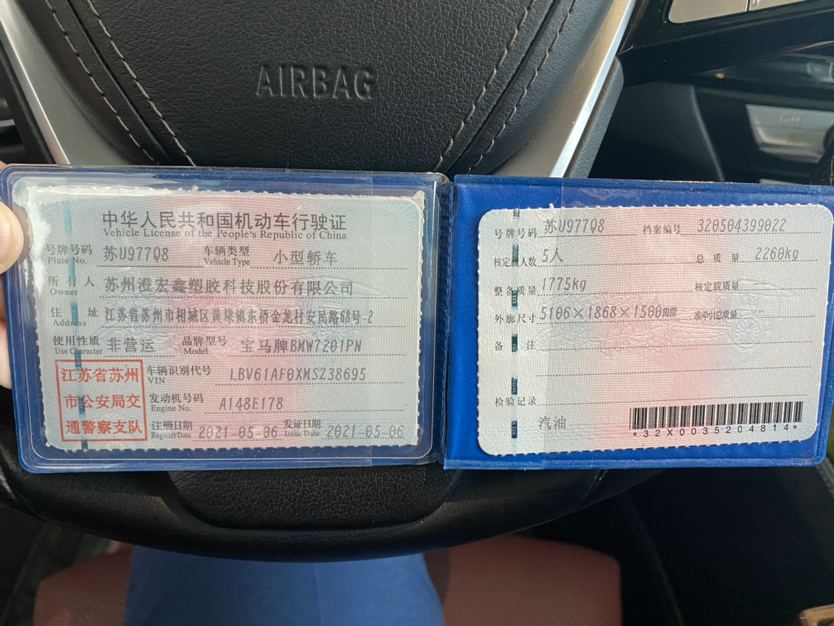 AIRBAG
中华人民共和国机动车行驶证
Vehicle License of the People's Republic of China
号牌号码 Plate No. 苏U977Q8 车辆类型 Vehicle Type 小型轿车
所有人 Owner 苏州澄宏鑫塑胶科技股份有限公司
住址 Address 江苏省苏州市相城区黄埭镇东桥金龙村安民路68号-2
使用性质 Use Character 非营运 品牌型号 Model 宝马牌BMW7201PN
江苏省苏州
市公安局交
通警察支队
车辆识别代号 VIN LBV61AF0XMSZ38695
发动机号码 Engine No. A148E178
注册日期 Register Date 2021-05-06 发证日期 Issue Date 2021-05-06
号牌号码 苏U977Q8 档案编号 320504399022
核定载人数 5人 总质量 2260kg
整备质量 1775kg 核定载质量
外廓尺寸 5106×1868×1500mm 准牵引总质量
备注
检验记录
汽油
*32X0035204814*